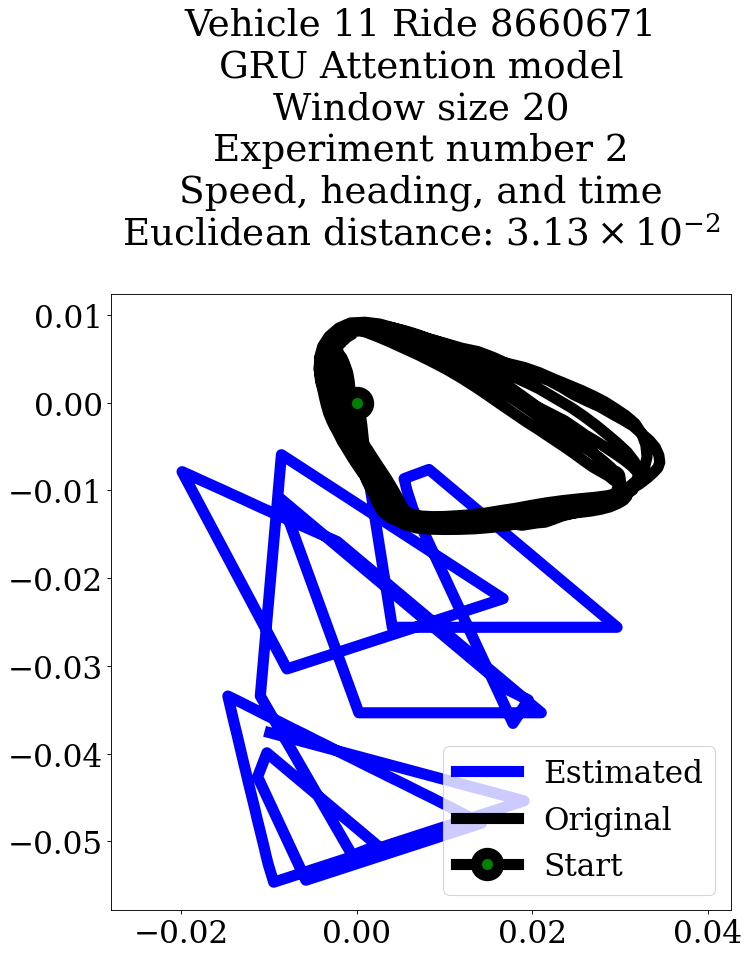 Vehicle 11 Ride 8660671
GRU Attention model
Window size 20
Experiment number 2
Speed, heading, and time
Euclidean distance: 3.13 × 10⁻²
0.01
0.00
−0.01
−0.02
−0.03
−0.04
−0.05
Estimated
Original
Start
−0.02 0.00 0.02 0.04